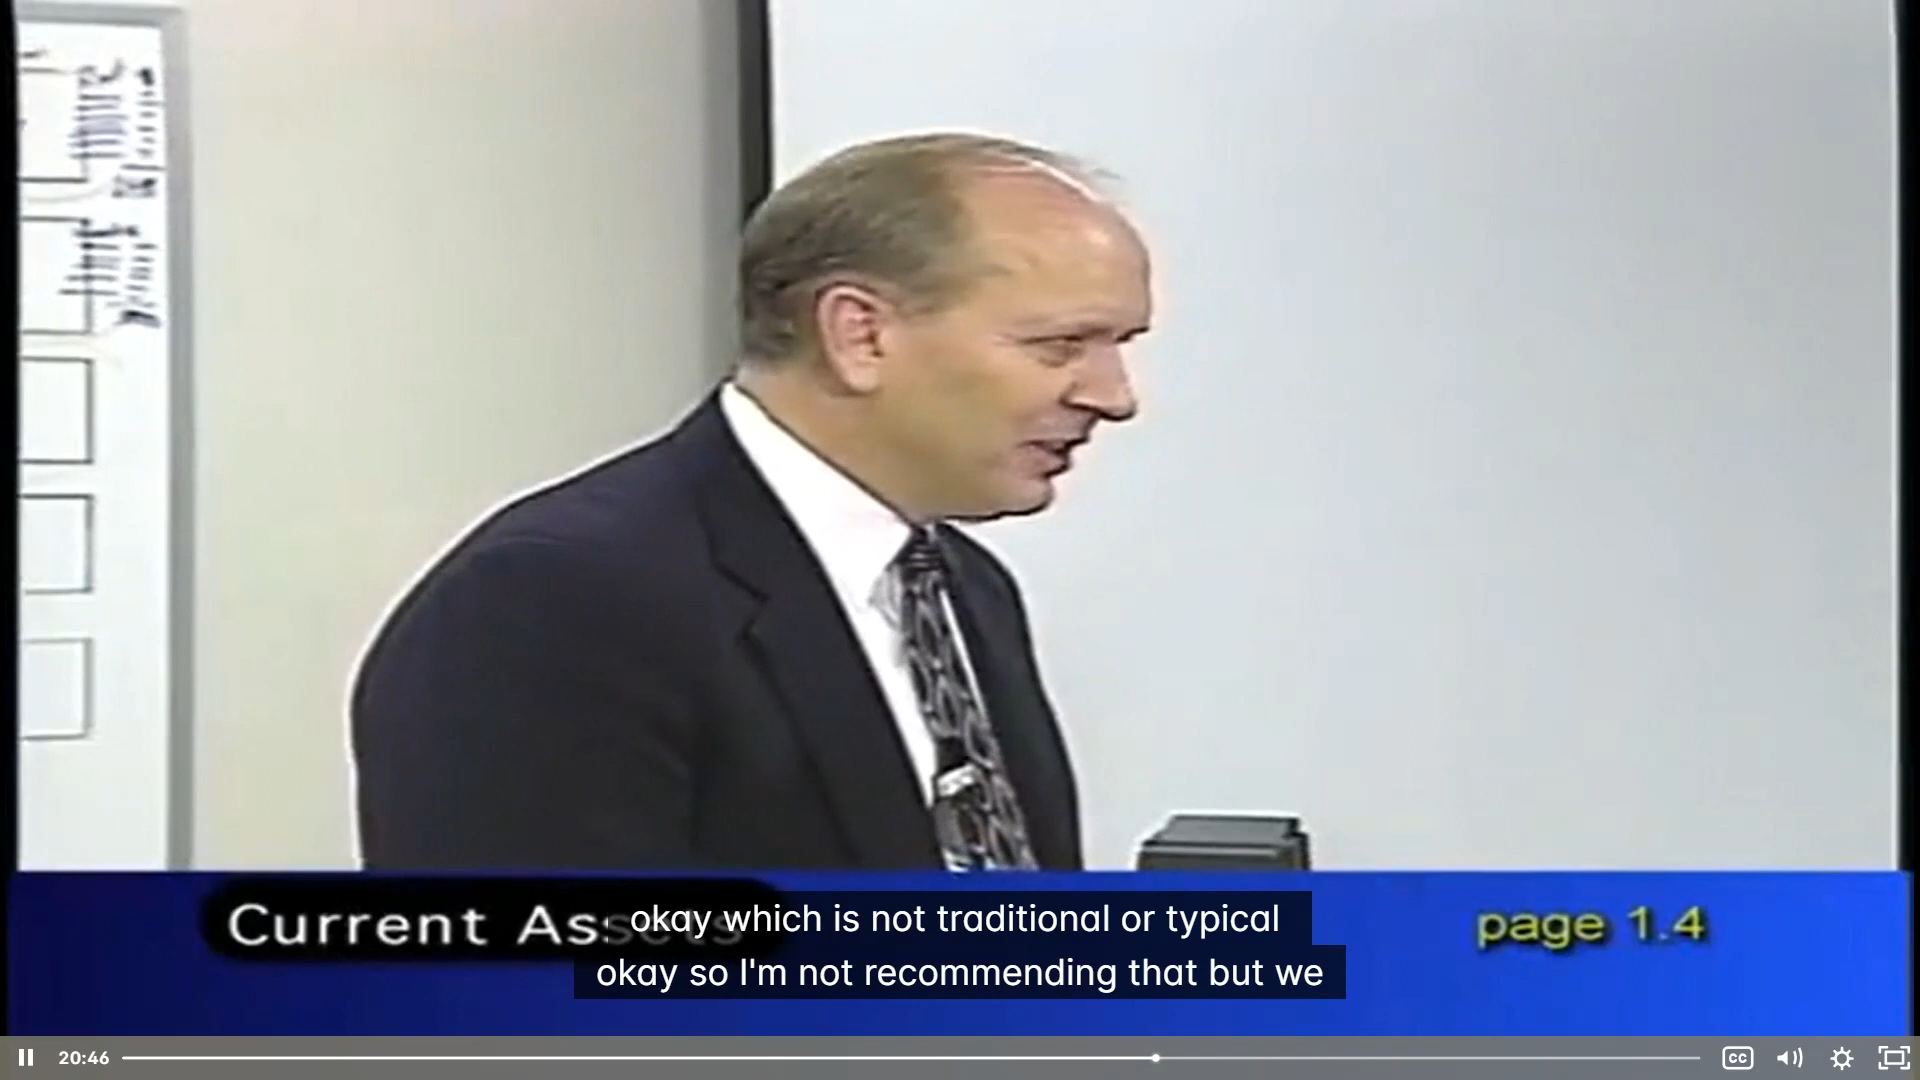 Current As
okay which is not traditional or typical
page 1.4
okay so I'm not recommending that but we
20:46
CC